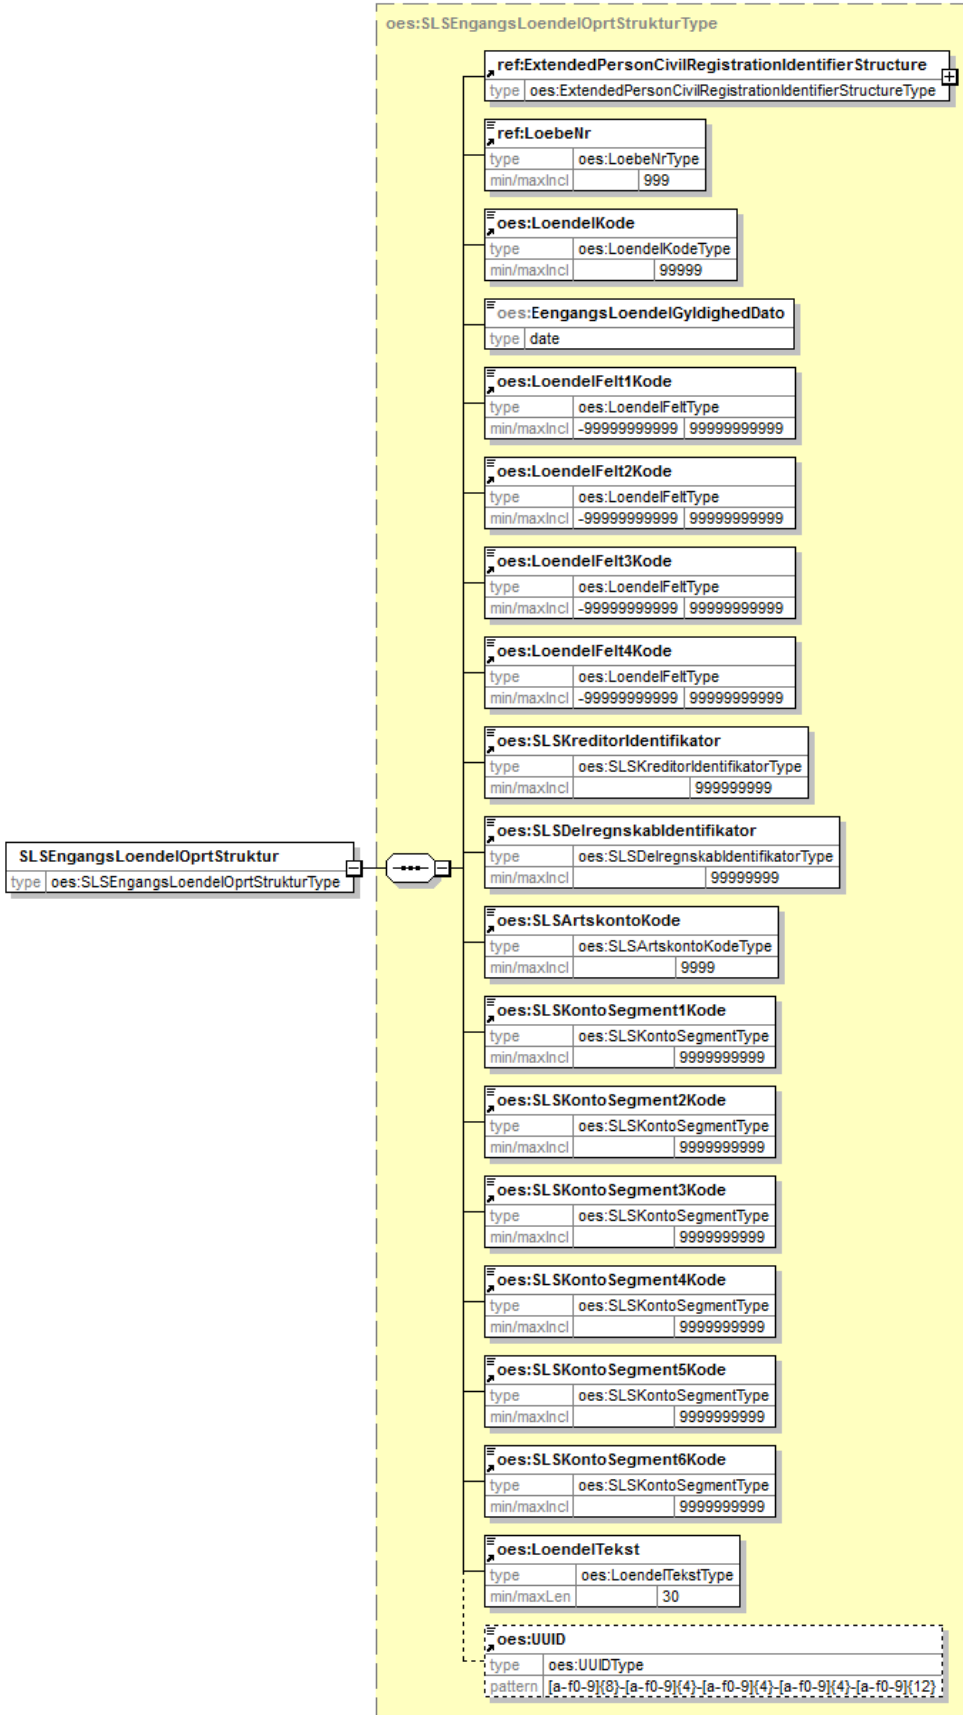 oes:SLSEngangsLoendelOprtStrukturType
ref:ExtendedPersonCivilRegistrationIdentifierStructure
type oes:ExtendedPersonCivilRegistrationIdentifierStructureType
ref:LoebeNr
type oes:LoebeNrType
min/maxIncl 999
oes:LoendelKode
type oes:LoendelKodeType
min/maxIncl 99999
oes:EengangsLoendelGyldighedDato
type date
oes:LoendelFelt1Kode
type oes:LoendelFeltType
min/maxIncl -99999999999 99999999999
oes:LoendelFelt2Kode
type oes:LoendelFeltType
min/maxIncl -99999999999 99999999999
oes:LoendelFelt3Kode
type oes:LoendelFeltType
min/maxIncl -99999999999 99999999999
oes:LoendelFelt4Kode
type oes:LoendelFeltType
min/maxIncl -99999999999 99999999999
oes:SLSKreditorIdentifikator
type oes:SLSKreditorIdentifikatorType
min/maxIncl 999999999
oes:SLSDelregnskabIdentifikator
type oes:SLSDelregnskabIdentifikatorType
min/maxIncl 99999999
SLSEngangsLoendelOprtStruktur
type oes:SLSEngangsLoendelOprtStrukturType
oes:SLSArtskontoKode
type oes:SLSArtskontoKodeType
min/maxIncl 9999
oes:SLSKontoSegment1Kode
type oes:SLSKontoSegmentType
min/maxIncl 9999999999
oes:SLSKontoSegment2Kode
type oes:SLSKontoSegmentType
min/maxIncl 9999999999
oes:SLSKontoSegment3Kode
type oes:SLSKontoSegmentType
min/maxIncl 9999999999
oes:SLSKontoSegment4Kode
type oes:SLSKontoSegmentType
min/maxIncl 9999999999
oes:SLSKontoSegment5Kode
type oes:SLSKontoSegmentType
min/maxIncl 9999999999
oes:SLSKontoSegment6Kode
type oes:SLSKontoSegmentType
min/maxIncl 9999999999
oes:LoendelTekst
type oes:LoendelTekstType
min/maxLen 30
oes:UUID
type oes:UUIDType
pattern [a-f0-9]{8}-[a-f0-9]{4}-[a-f0-9]{4}-[a-f0-9]{4}-[a-f0-9]{12}